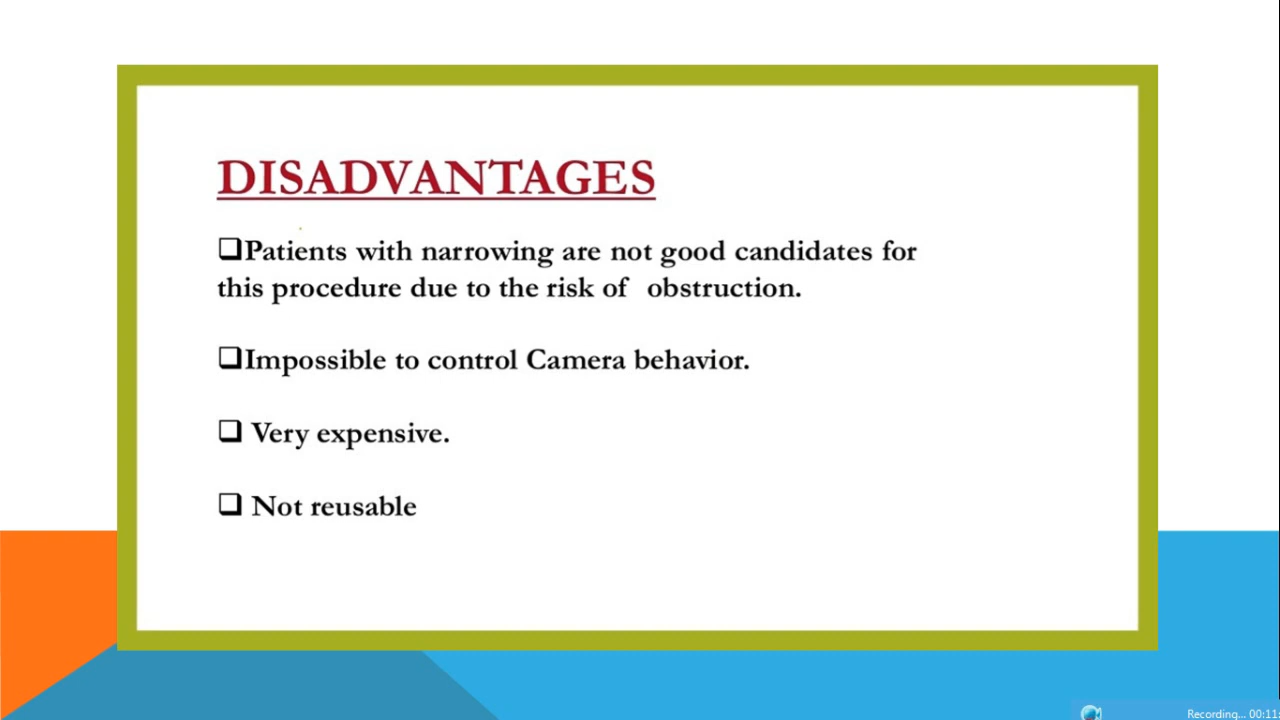 DISADVANTAGES
❑Patients with narrowing are not good candidates for
this procedure due to the risk of  obstruction.
❑Impossible to control Camera behavior.
❑ Very expensive.
❑ Not reusable
Recording... 00:11: